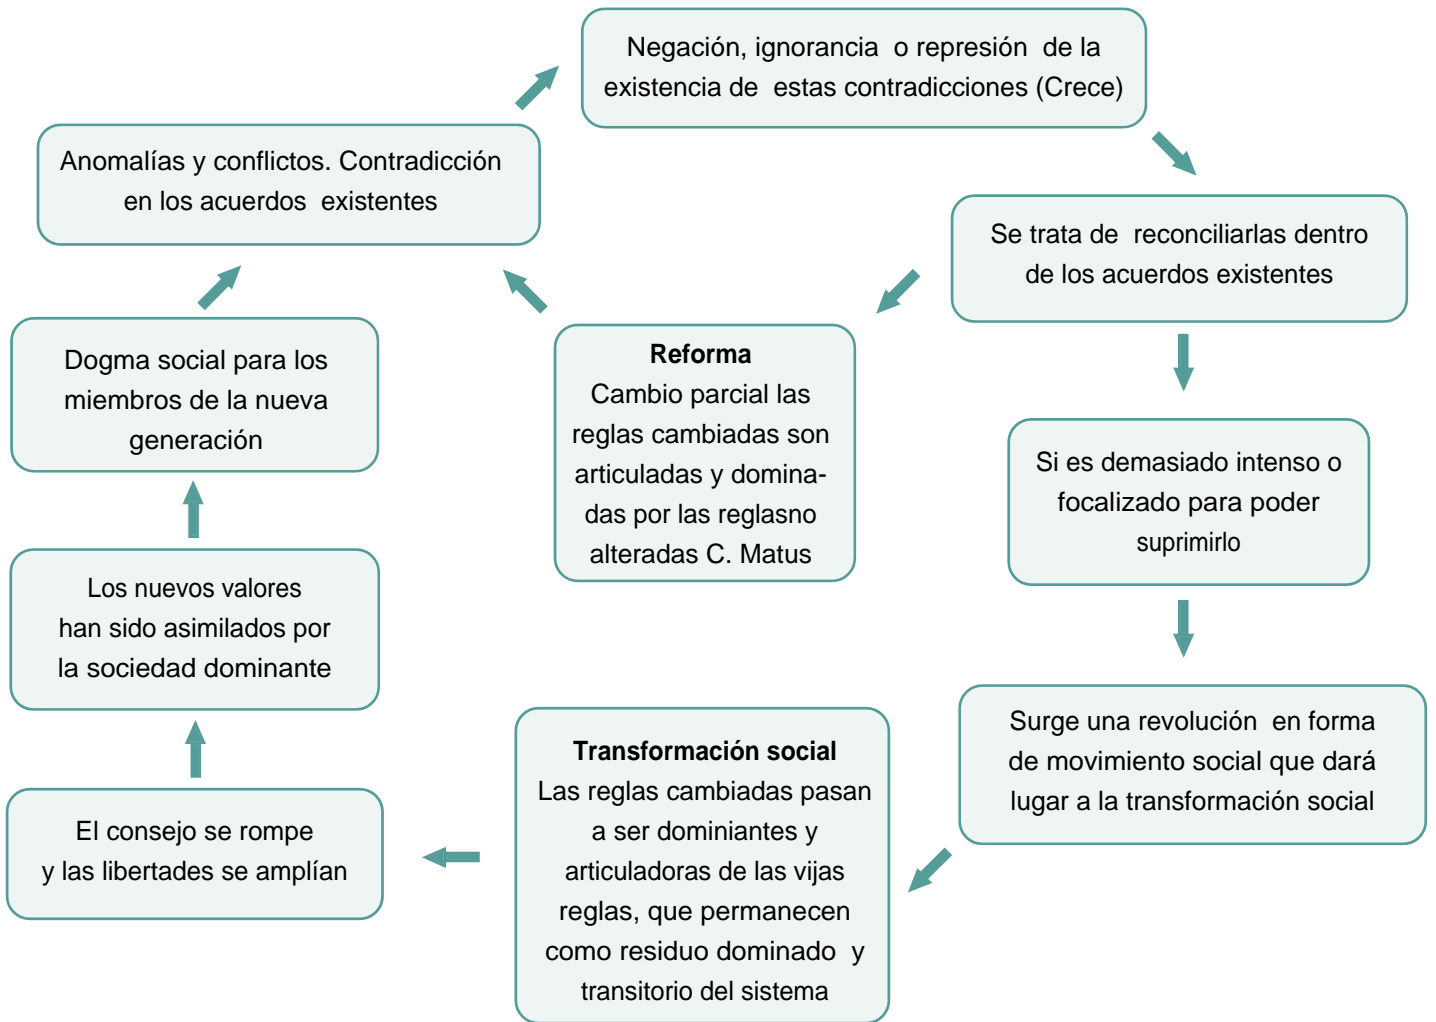 Negación, ignorancia o represión de la
existencia de estas contradicciones (Crece)
Anomalías y conflictos. Contradicción
en los acuerdos existentes
Se trata de reconciliarlas dentro
de los acuerdos existentes
Dogma social para los
miembros de la nueva
generación
Reforma
Cambio parcial las
reglas cambiadas son
articuladas y domina-
das por las reglasno
alteradas C. Matus
Si es demasiado intenso o
focalizado para poder
suprimirlo
Los nuevos valores
han sido asimilados por
la sociedad dominante
Surge una revolución en forma
de movimiento social que dará
lugar a la transformación social
Transformación social
Las reglas cambiadas pasan
a ser dominiantes y
articuladoras de las vijas
reglas, que permanecen
como residuo dominado y
transitorio del sistema
El consejo se rompe
y las libertades se amplían